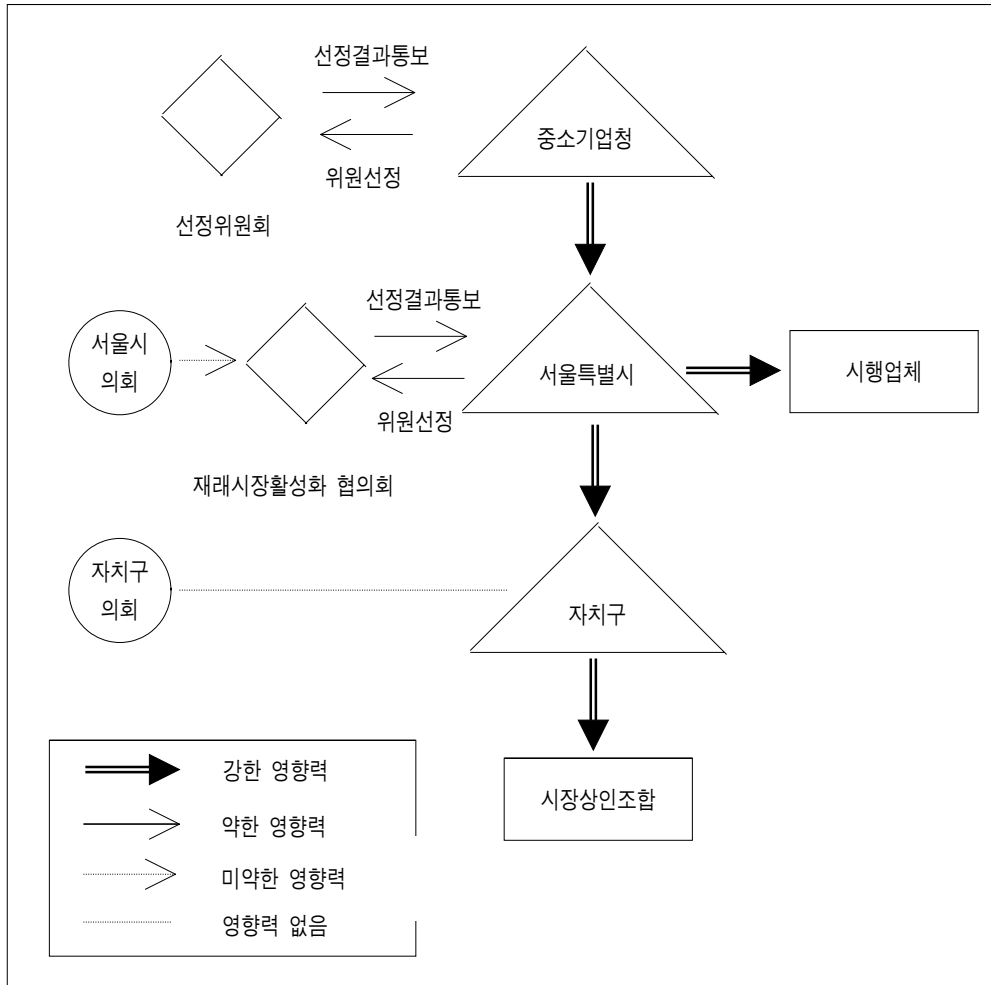 선정결과통보
중소기업청
위원선정
선정위원회
선정결과통보
서울시
의회
서울특별시
시행업체
위원선정
재래시장활성화 협의회
자치구
의회
자치구
강한 영향력
시장상인조합
약한 영향력
미약한 영향력
영향력 없음